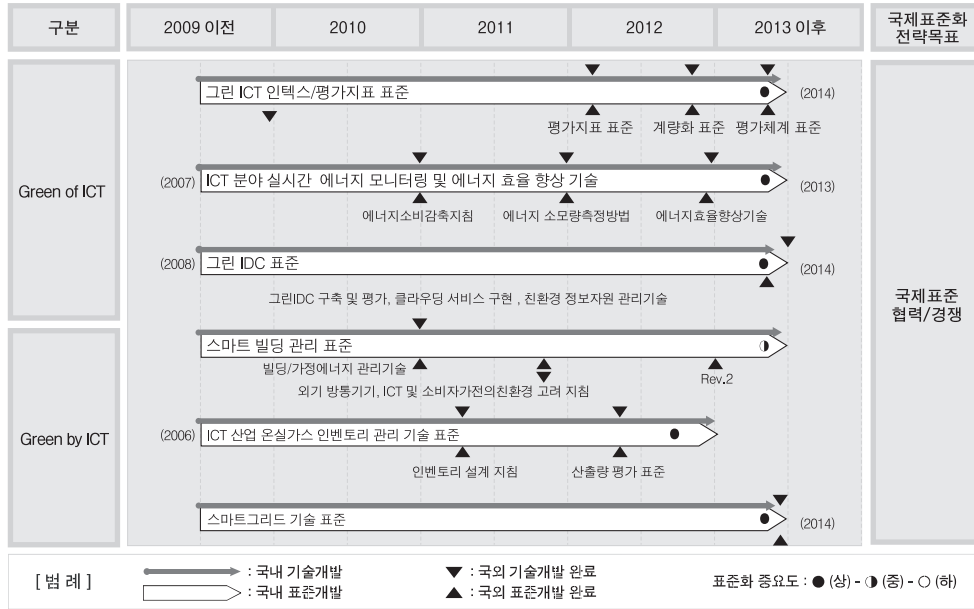 구분
2009 이전
2010
2011
2012
2013 이후
국제표준화
전략목표
Green of ICT
그린 ICT 인텍스/평가지표 표준
(2014)
평가지표 표준
계량화 표준
평가체계 표준
(2007)
ICT 분야 실시간 에너지 모니터링 및 에너지 효율 향상 기술
(2013)
에너지소비감축지침
에너지 소모량측정방법
에너지효율향상기술
(2008)
그린 IDC 표준
(2014)
그린IDC 구축 및 평가, 클라우딩 서비스 구현 , 친환경 정보자원 관리기술
국제표준
협력/경쟁
Green by ICT
스마트 빌딩 관리 표준
빌딩/가정에너지 관리기술
Rev.2
외기 방통기기, ICT 및 소비자가전의친환경 고려 지침
(2006)
ICT 산업 온실가스 인벤토리 관리 기술 표준
인벤토리 설계 지침
산출량 평가 표준
스마트그리드 기술 표준
(2014)
[ 범 례 ]
: 국내 기술개발
: 국내 표준개발
▼ : 국외 기술개발 완료
▲ : 국외 표준개발 완료
표준화 중요도 : ● (상) - ◑ (중) - ○ (하)